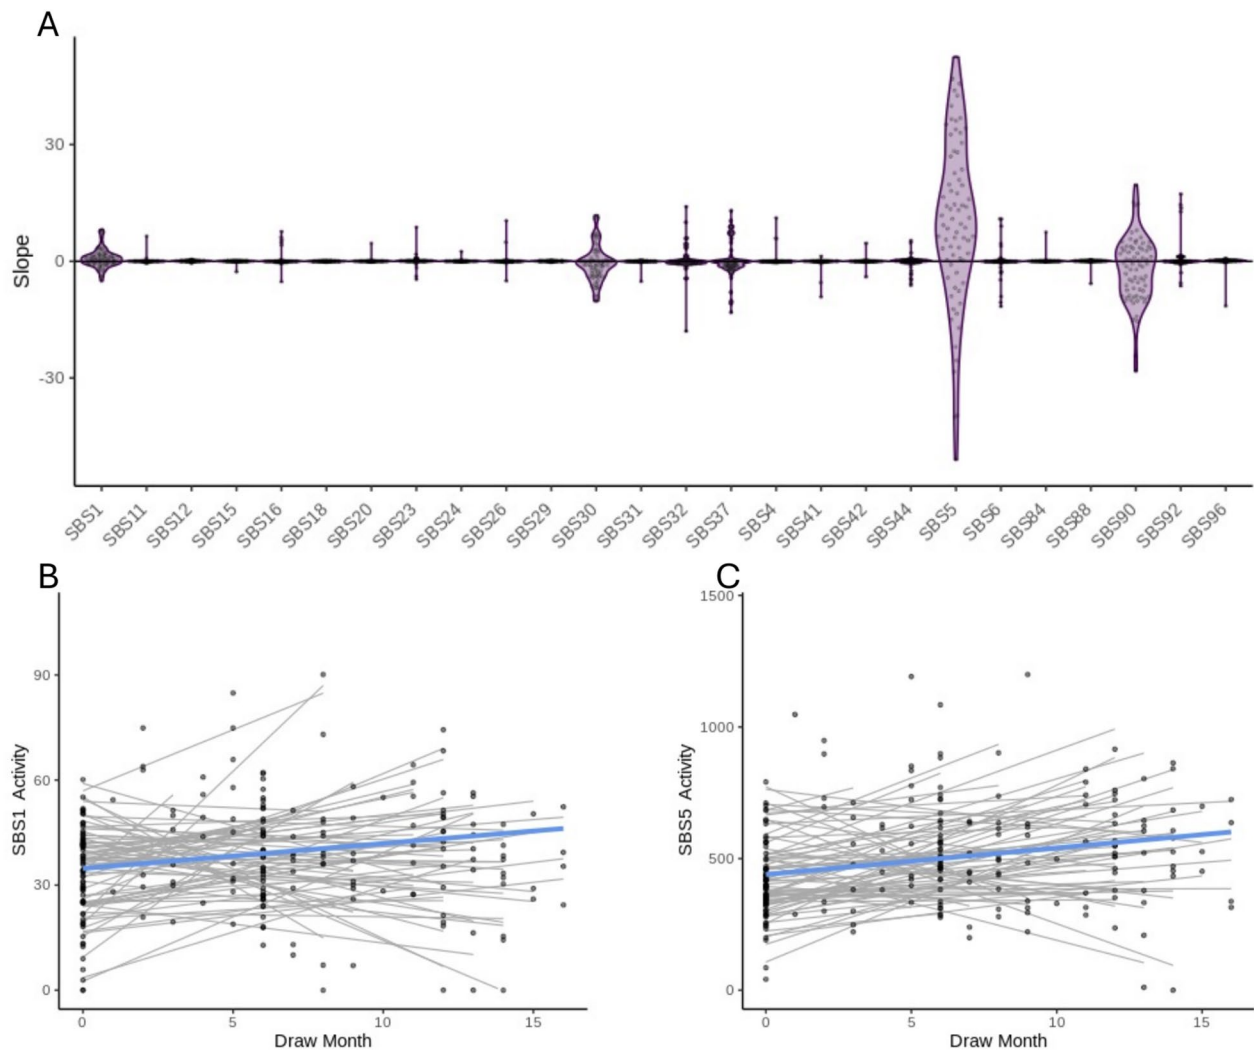 A
Slope
30
0
-30
SBS1 SBS11 SBS12 SBS15 SBS16 SBS18 SBS20 SBS23 SBS24 SBS26 SBS29 SBS30 SBS31 SBS32 SBS37 SBS4 SBS41 SBS42 SBS44 SBS5 SBS6 SBS84 SBS88 SBS90 SBS92 SBS96
B
SBS1 Activity
90
60
30
0
0 5 10 15
Draw Month
C
SBS5 Activity
1500
1000
500
0
0 5 10 15
Draw Month